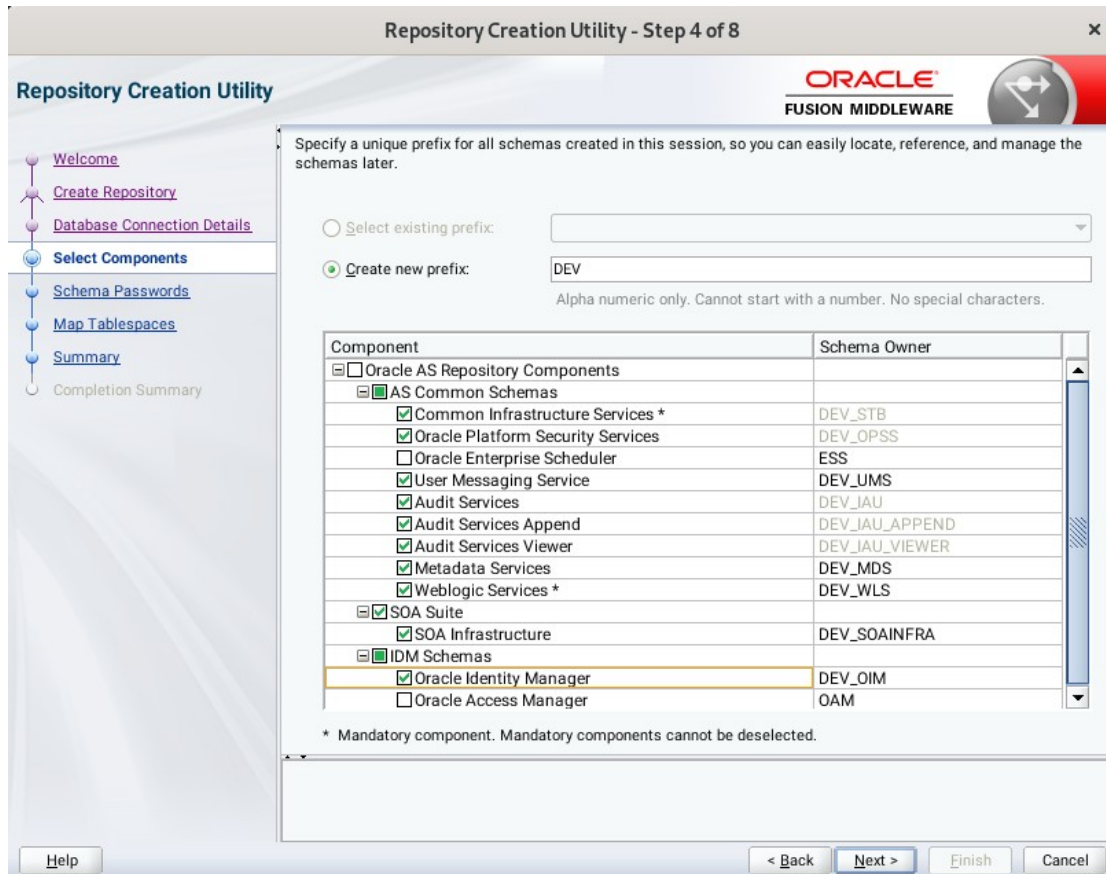 Repository Creation Utility - Step 4 of 8
Repository Creation Utility
ORACLE
FUSION MIDDLEWARE
Welcome
Create Repository
Database Connection Details
Select Components
Schema Passwords
Map Tablespaces
Summary
Completion Summary
Specify a unique prefix for all schemas created in this session, so you can easily locate, reference, and manage the
schemas later.
Select existing prefix:
Create new prefix: DEV
Alpha numeric only. Cannot start with a number. No special characters.
Component Schema Owner
Oracle AS Repository Components
AS Common Schemas
Common Infrastructure Services * DEV_STB
Oracle Platform Security Services DEV_OPSS
Oracle Enterprise Scheduler ESS
User Messaging Service DEV_UMS
Audit Services DEV_IAU
Audit Services Append DEV_IAU_APPEND
Audit Services Viewer DEV_IAU_VIEWER
Metadata Services DEV_MDS
Weblogic Services * DEV_WLS
SOA Suite
SOA Infrastructure DEV_SOAINFRA
IDM Schemas
Oracle Identity Manager DEV_OIM
Oracle Access Manager OAM
* Mandatory component. Mandatory components cannot be deselected.
Help < Back Next > Finish Cancel